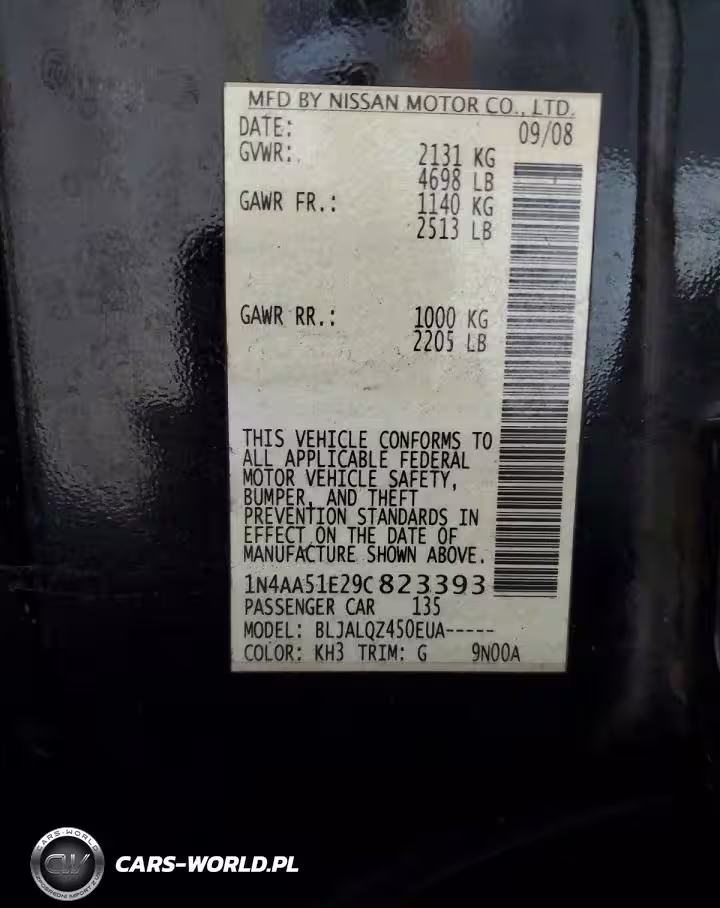 MFD BY NISSAN MOTOR CO., LTD.
DATE: 09/08
GVWR: 2131 KG
4698 LB
GAWR FR.: 1140 KG
2513 LB
GAWR RR.: 1000 KG
2205 LB
THIS VEHICLE CONFORMS TO
ALL APPLICABLE FEDERAL
MOTOR VEHICLE SAFETY,
BUMPER, AND THEFT
PREVENTION STANDARDS IN
EFFECT ON THE DATE OF
MANUFACTURE SHOWN ABOVE.
1N4AA51E29C823393
PASSENGER CAR 135
MODEL: BLJALQZ450EUA-----
COLOR: KH3 TRIM: G 9N00A
CARS-WORLD
CW
CARS-WORLD.PL